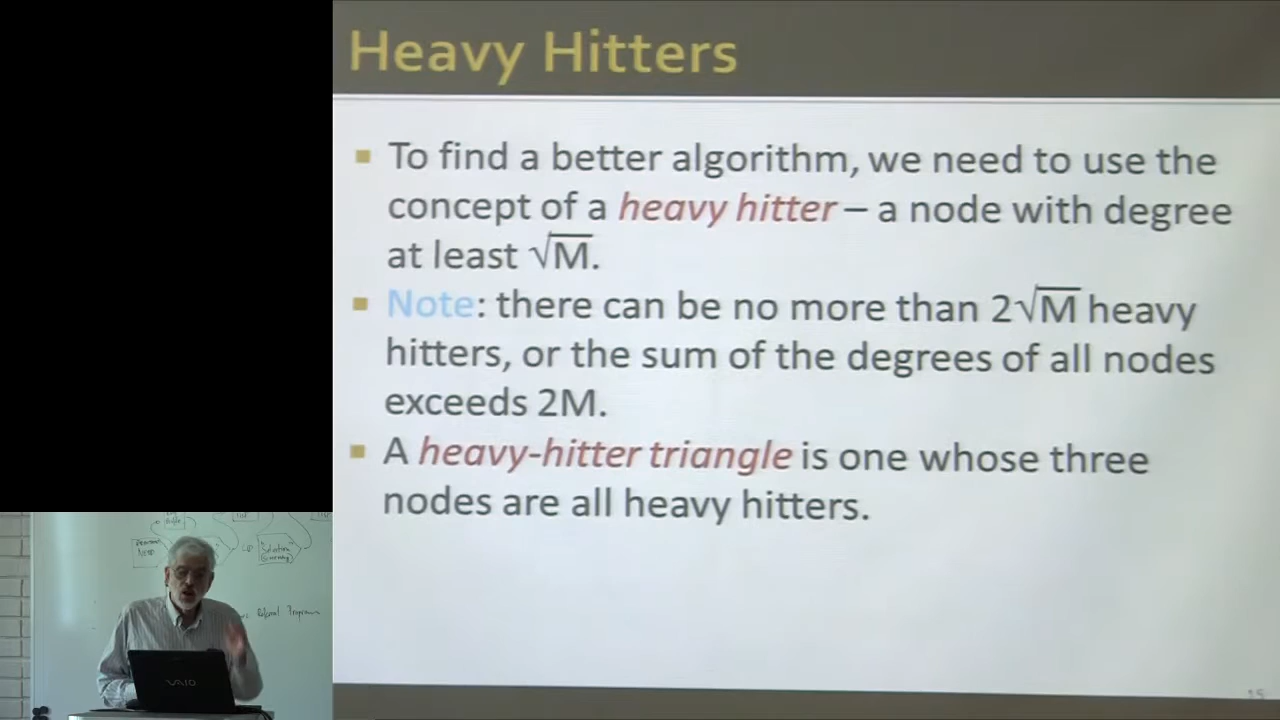 Heavy Hitters
To find a better algorithm, we need to use the
concept of a heavy hitter – a node with degree
at least √M.
Note: there can be no more than 2√M heavy
hitters, or the sum of the degrees of all nodes
exceeds 2M.
A heavy-hitter triangle is one whose three
nodes are all heavy hitters.
15
VAIO